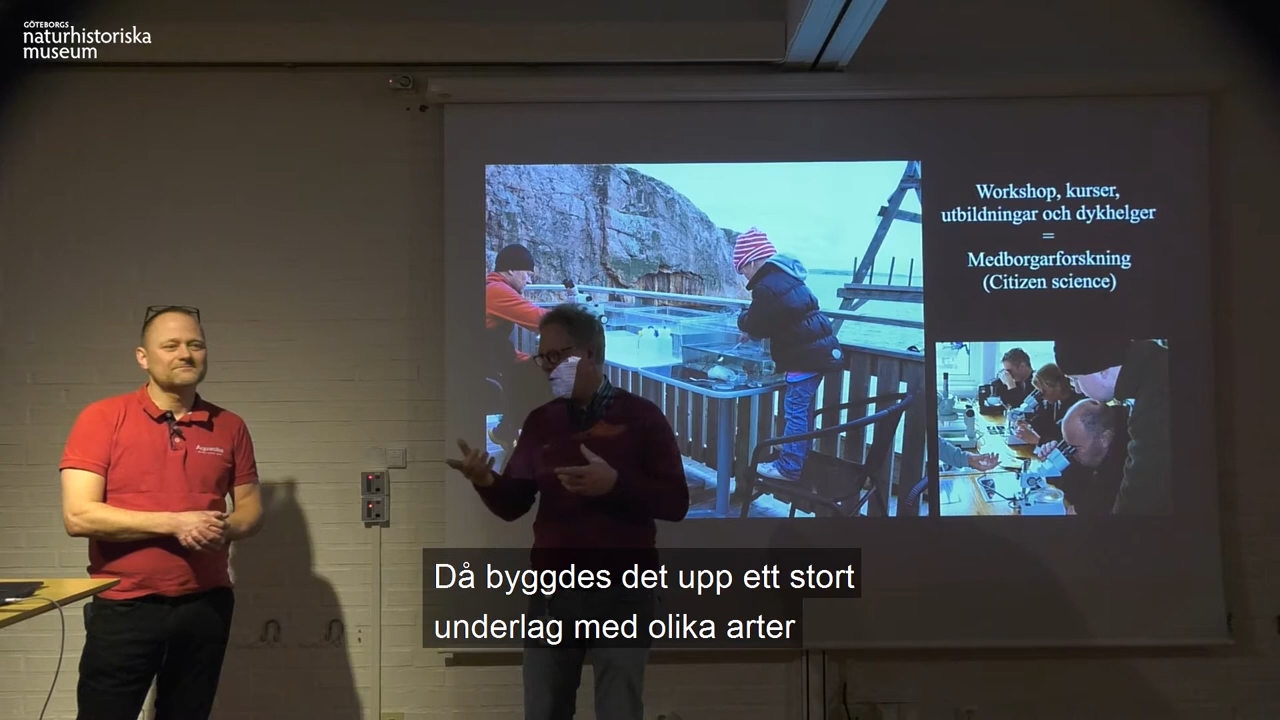 GÖTEBORGS
naturhistoriska
museum
Workshop, kurser,
utbildningar och dykhelger
=
Medborgarforskning
(Citizen science)
Då byggdes det upp ett stort
underlag med olika arter